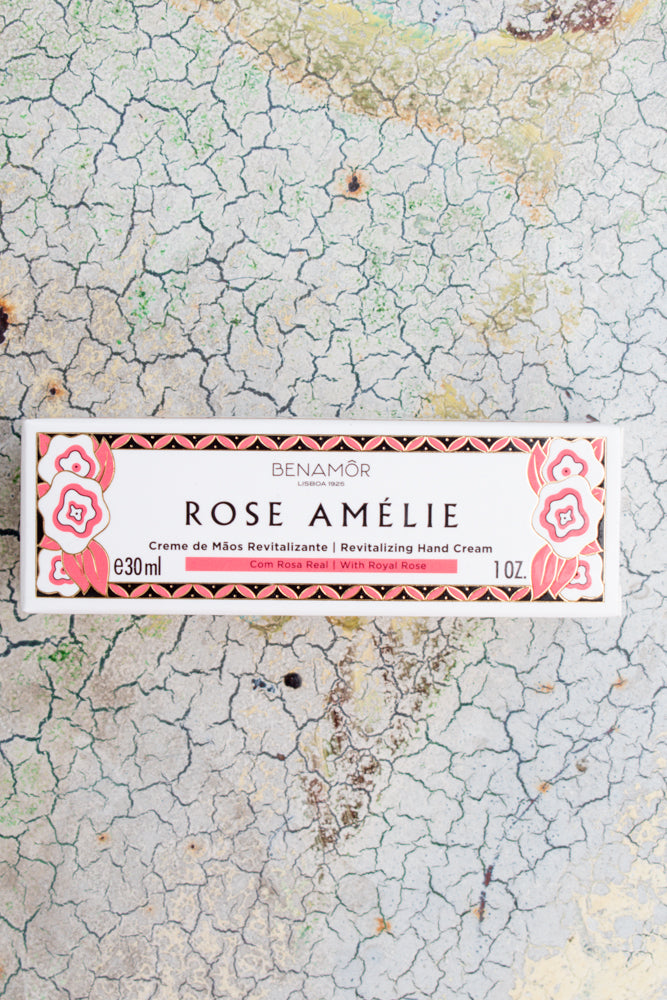 BENAMÔR
LISBOA 1925
ROSE AMÉLIE
Creme de Mãos Revitalizante | Revitalizing Hand Cream
Com Rosa Real | With Royal Rose
℮30ml
1 OZ.